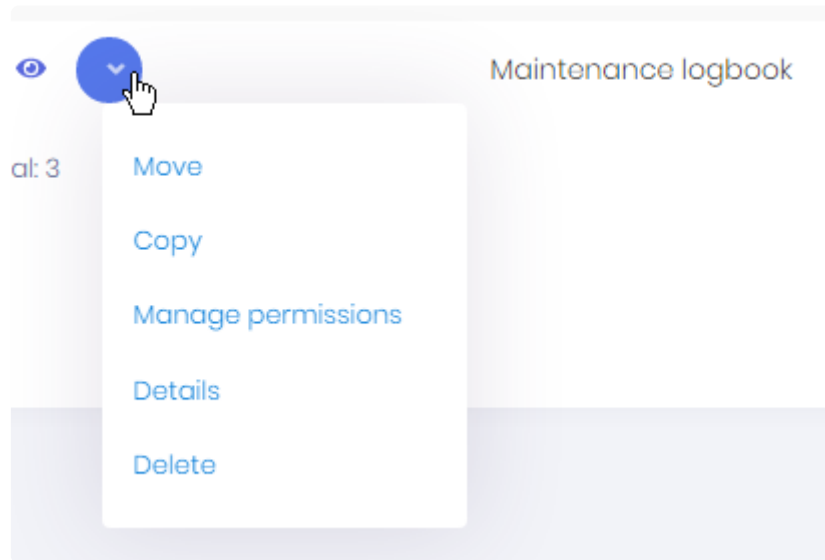 Maintenance logbook
al: 3
Move
Copy
Manage permissions
Details
Delete